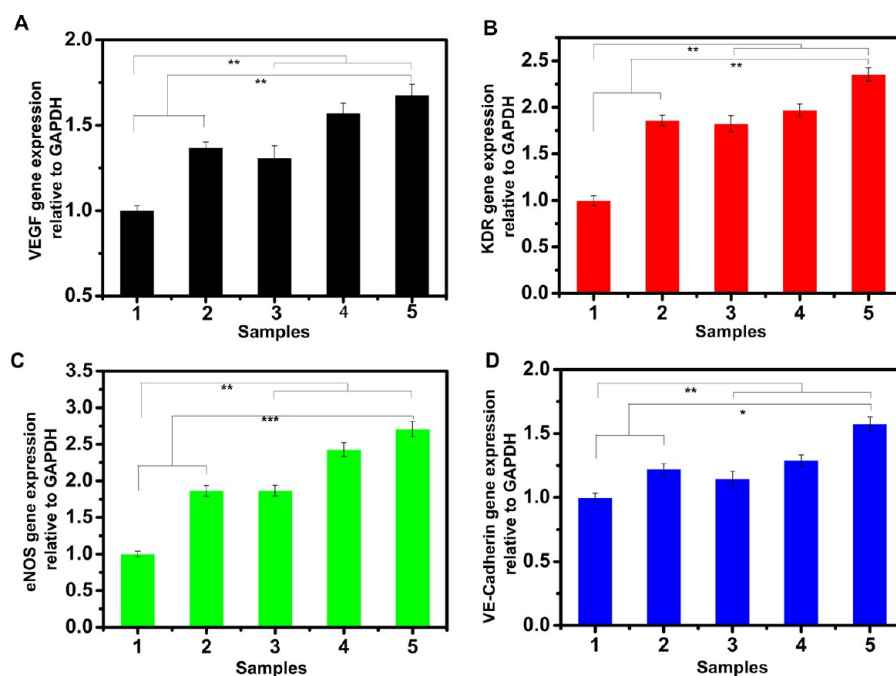 A
VEGF gene expression
relative to GAPDH
2.0
1.5
1.0
0.5
**
**
1 2 3 4 5
Samples
B
KDR gene expression
relative to GAPDH
2.5
2.0
1.5
1.0
0.5
0.0
**
**
1 2 3 4 5
Samples
C
eNOS gene expression
relative to GAPDH
3.5
3.0
2.5
2.0
1.5
1.0
0.5
0.0
**
***
1 2 3 4 5
Samples
D
VE-Cadherin gene expression
relative to GAPDH
2.0
1.5
1.0
0.5
0.0
**
*
1 2 3 4 5
Samples